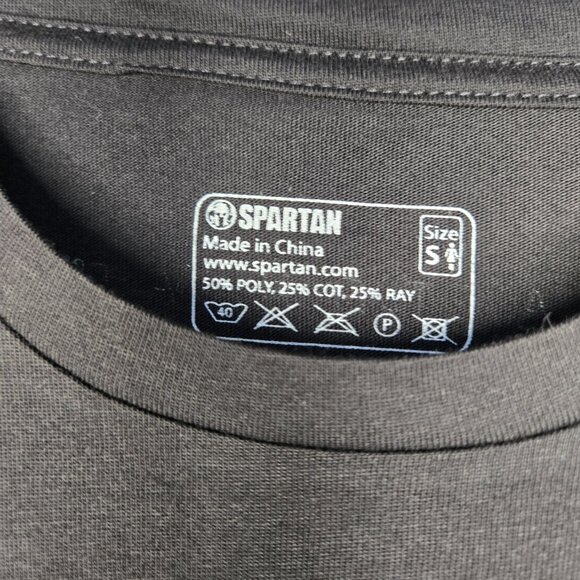 SPARTAN
Made in China
www.spartan.com
50% POLY, 25% COT, 25% RAY
40 P
Size
S